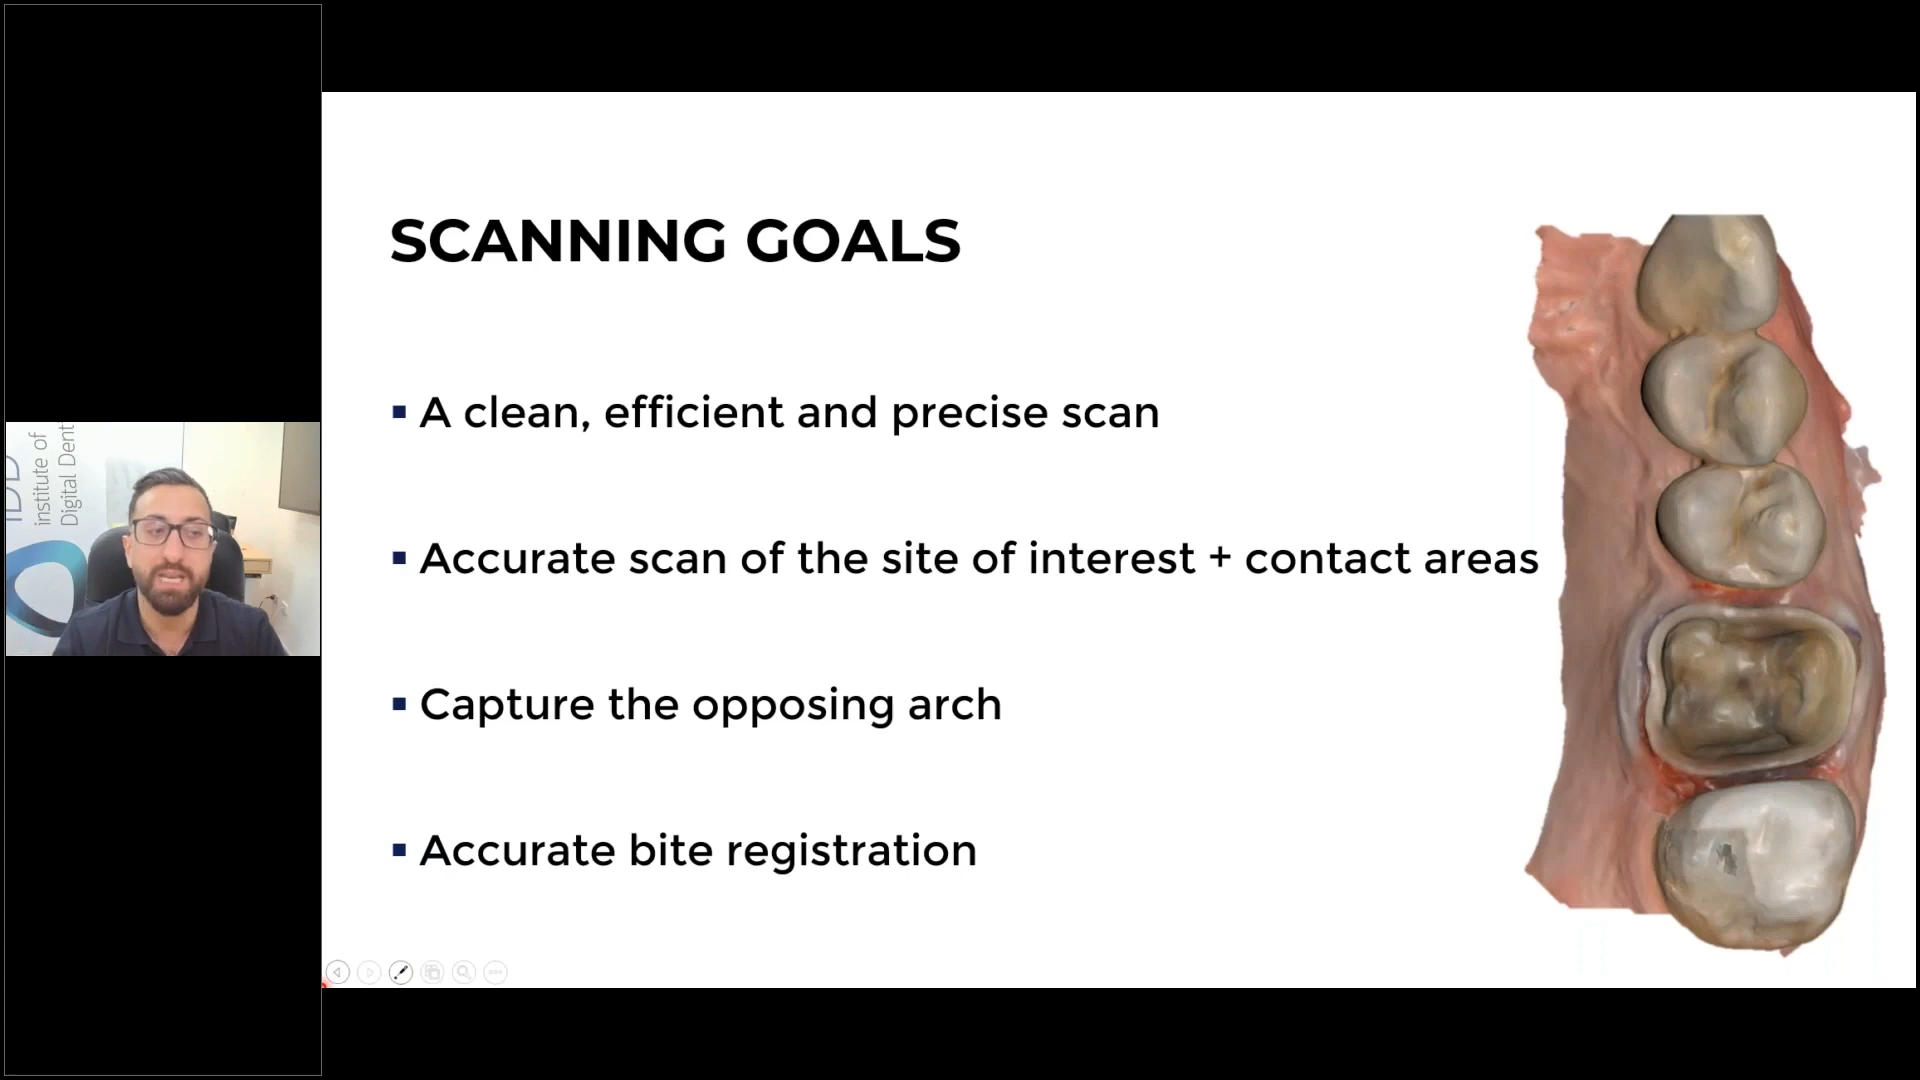 SCANNING GOALS
▪ A clean, efficient and precise scan
▪ Accurate scan of the site of interest + contact areas
▪ Capture the opposing arch
▪ Accurate bite registration
institute of
Digital Dent